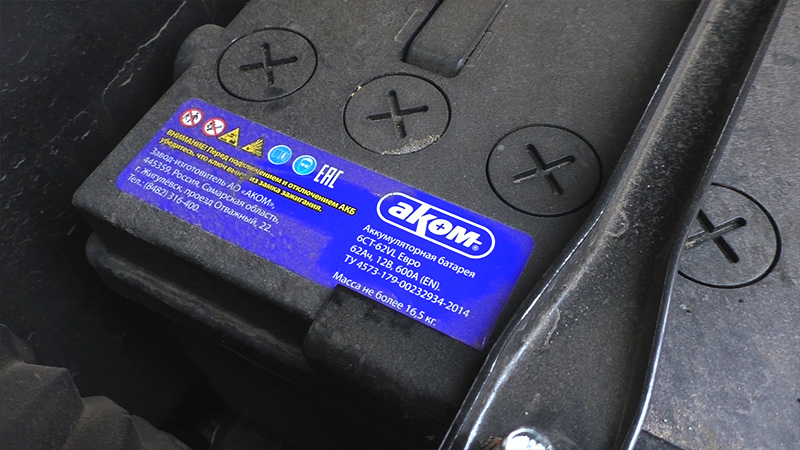 EAC
ВНИМАНИЕ! Перед подключением и отключением АКБ
убедитесь, что ключ из замка зажигания.
Завод-изготовитель АО «АКОМ»,
445359, Россия, Самарская область,
г. Жигулевск, проезд Отважный, 22.
Тел.: (8482) 316-400.
аком®
Аккумуляторная батарея
6СТ-62VL Евро
62Ач, 12В, 600А (EN).
ТУ 4573-179-00232934-2014
Масса не более 16,5 кг.